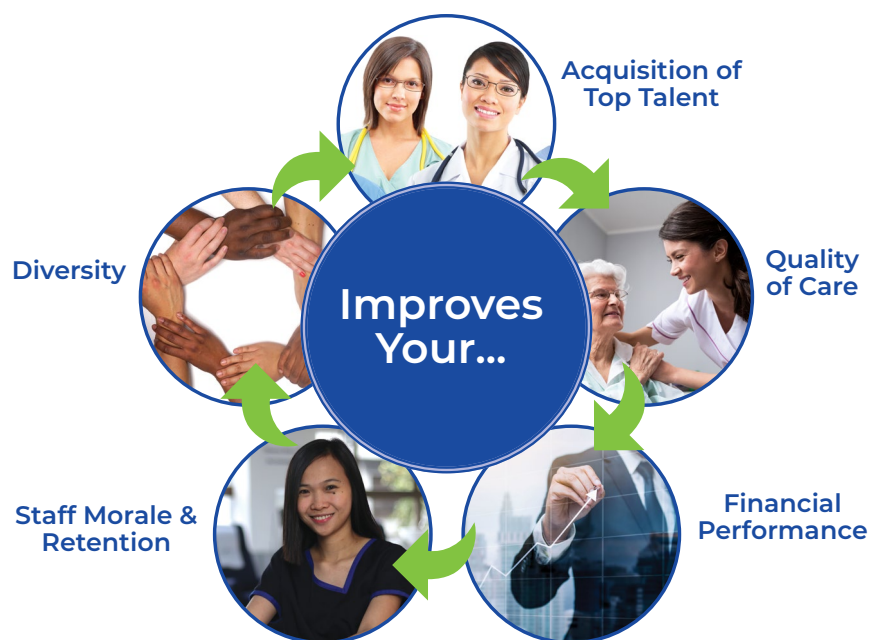 Acquisition of
Top Talent
Quality
of Care
Financial
Performance
Staff Morale &
Retention
Diversity
Improves
Your...